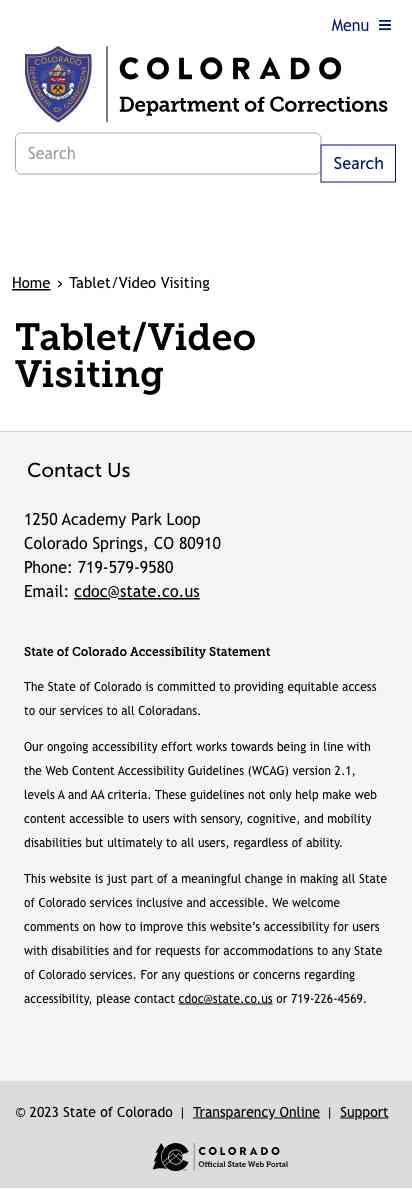 Menu
COLORADO
Department of Corrections
Search
Search
Home › Tablet/Video Visiting
Tablet/Video
Visiting
Contact Us
1250 Academy Park Loop
Colorado Springs, CO 80910
Phone: 719-579-9580
Email: cdoc@state.co.us
State of Colorado Accessibility Statement
The State of Colorado is committed to providing equitable access
to our services to all Coloradans.
Our ongoing accessibility effort works towards being in line with
the Web Content Accessibility Guidelines (WCAG) version 2.1,
levels A and AA criteria. These guidelines not only help make web
content accessible to users with sensory, cognitive, and mobility
disabilities but ultimately to all users, regardless of ability.
This website is just part of a meaningful change in making all State
of Colorado services inclusive and accessible. We welcome
comments on how to improve this website’s accessibility for users
with disabilities and for requests for accommodations to any State
of Colorado services. For any questions or concerns regarding
accessibility, please contact cdoc@state.co.us or 719-226-4569.
© 2023 State of Colorado | Transparency Online | Support
COLORADO
Official State Web Portal